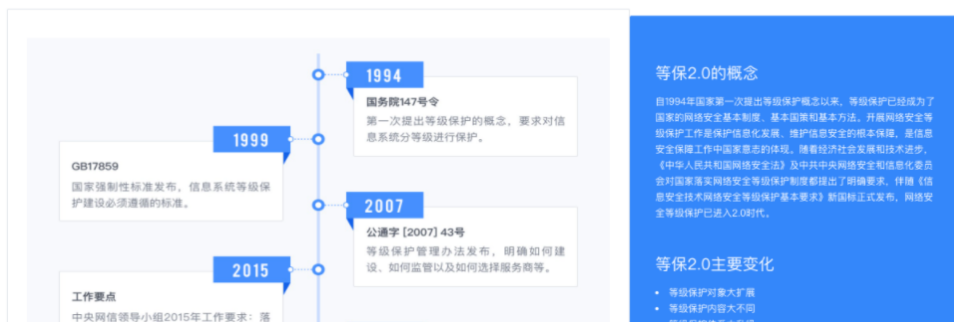 1994
国务院147号令
第一次提出等级保护的概念，要求对信
息系统分等级进行保护。
1999
GB17859
国家强制性标准发布，信息系统等级保
护建设必须遵循的标准。
2007
公通字 [2007] 43号
等级保护管理办法发布，明确如何建
设、如何监管以及如何选择服务商等。
2015
工作要点
中央网信领导小组2015年工作要求：落
等保2.0的概念
自1994年国家第一次提出等级保护概念以来，等级保护已经成为了
国家的网络安全基本制度、基本国策和基本方法。开展网络安全等
级保护工作是保护信息化发展、维护信息安全的根本保障，是信息
安全保障工作中国家意志的体现。随着经济社会发展和技术进步，
《中华人民共和国网络安全法》及中共中央网络安全和信息化委员
会对国家落实网络安全等级保护制度都提出了明确要求，伴随《信
息安全技术网络安全等级保护基本要求》新国标正式发布，网络安
全等级保护已进入2.0时代。
等保2.0主要变化
• 等级保护对象大扩展
• 等级保护内容大不同